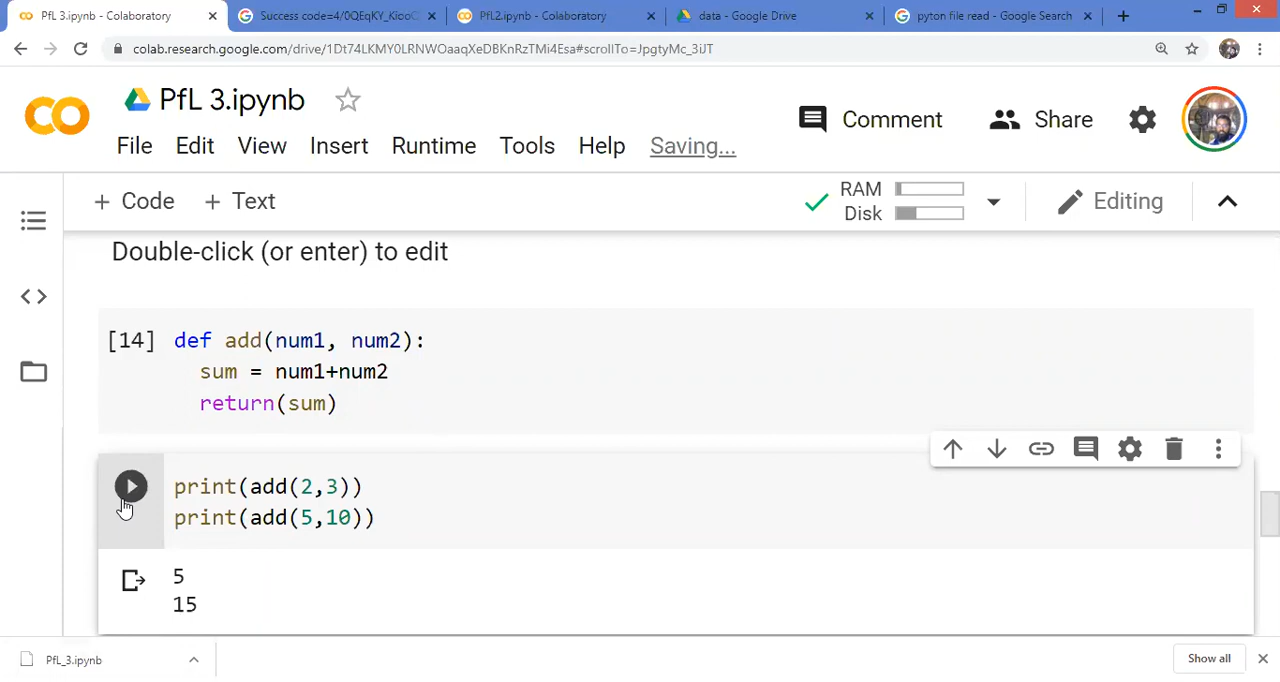 PfL 3.ipynb - Colaboratory
Success code=4/0QEqKY_
PfL2.ipynb - Colaboratory
data - Google Drive
pyton file read - Google Search
colab.research.google.com/drive/1Dt74LKMY0LRNWOaaqXeDBKnRzTMi4Esa#scrollTo=JpgtyMc_3iJT
PfL 3.ipynb
Comment
Share
File Edit View Insert Runtime Tools Help Saving...
+ Code + Text
RAM
Disk
Editing
Double-click (or enter) to edit
[14] def add(num1, num2):
sum = num1+num2
return(sum)
print(add(2,3))
print(add(5,10))
5
15
PfL_3.ipynb
Show all